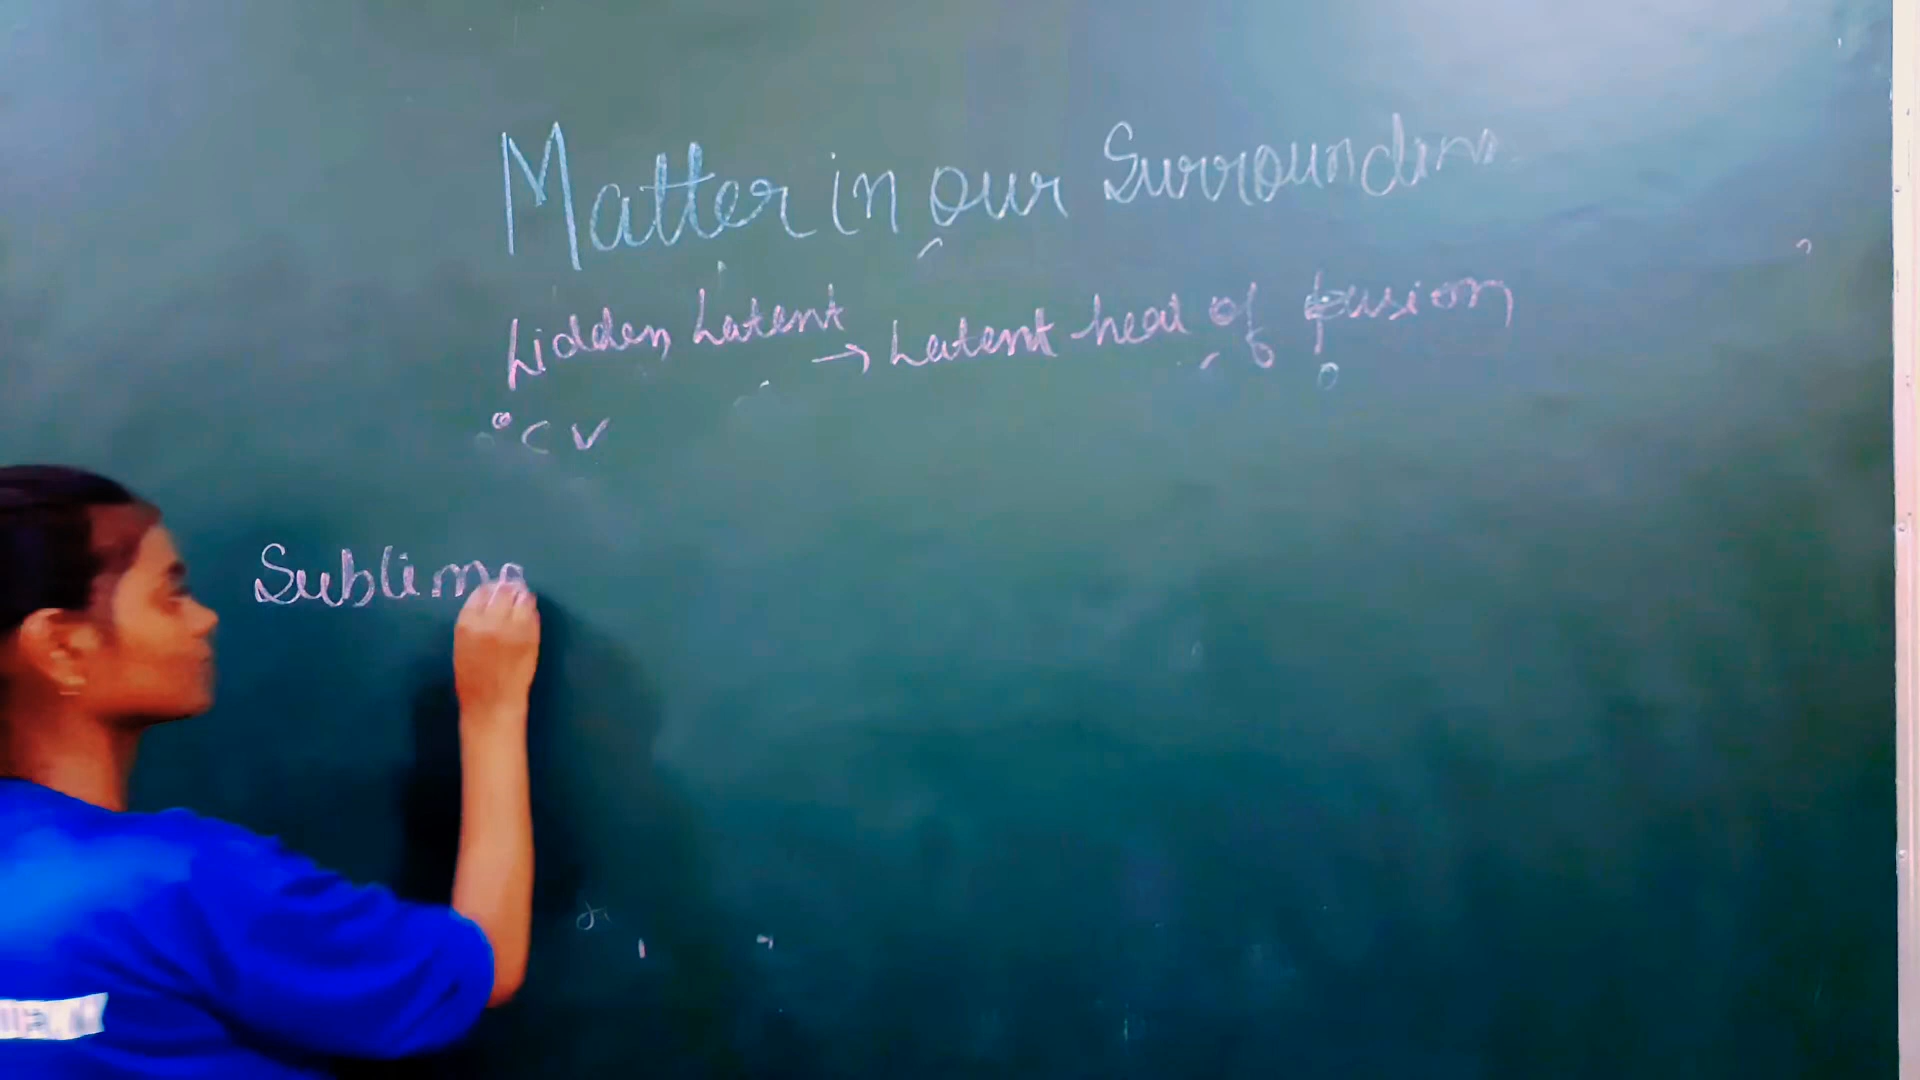 Matter in our Surroundin
hidden Latent → Latent heat of fusion
°C
Sublima